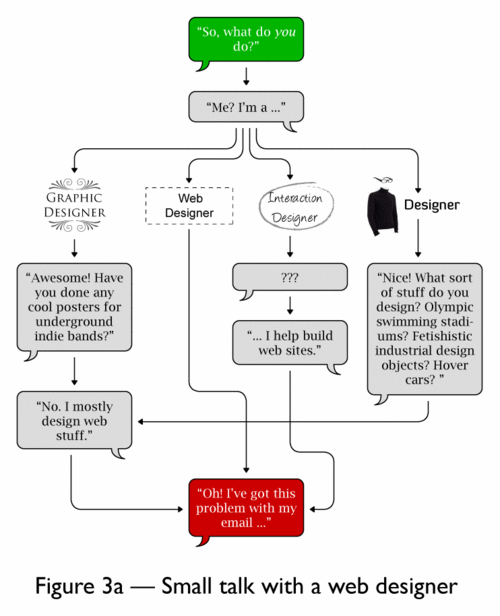 “So, what do you
do?”
“Me? I'm a ...”
GRAPHIC
DESIGNER
Web
Designer
Interaction
Designer
Designer
“Awesome! Have
you done any
cool posters for
underground
indie bands?”
???
“Nice! What sort
of stuff do you
design? Olympic
swimming stadi-
ums? Fetishistic
industrial design
objects? Hover
cars? ”
“... I help build
web sites.”
“No. I mostly
design web
stuff.”
“Oh! I've got this
problem with my
email ...”
Figure 3a — Small talk with a web designer